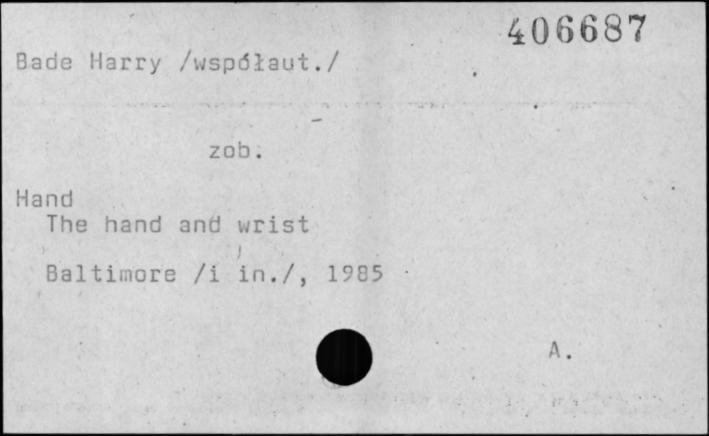 406687
Bade Harry /współaut./
zob.
Hand
The hand and wrist
Baltimore /i in./, 1985
A.